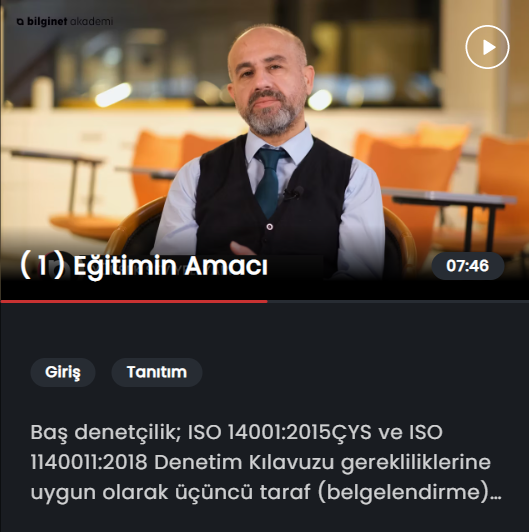 bilginet akademi
( 1 ) Eğitimin Amacı
07:46
Giriş
Tanıtım
Baş denetçilik; ISO 14001:2015ÇYS ve ISO
1140011:2018 Denetim Kılavuzu gerekliliklerine
uygun olarak üçüncü taraf (belgelendirme)...